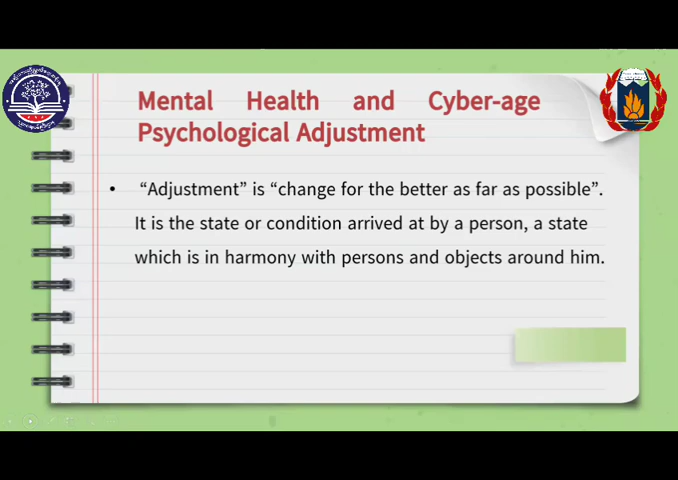 Mental Health and Cyber-age
Psychological Adjustment
• “Adjustment” is “change for the better as far as possible”.
It is the state or condition arrived at by a person, a state
which is in harmony with persons and objects around him.